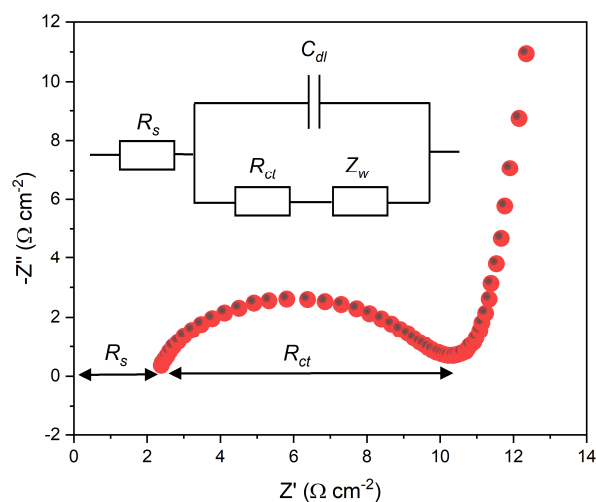 12
10
8
6
4
2
0
-2
-Z'' (Ω cm⁻²)
C_dl
R_s
R_ct
Z_w
R_s
R_ct
0 2 4 6 8 10 12 14
Z' (Ω cm⁻²)